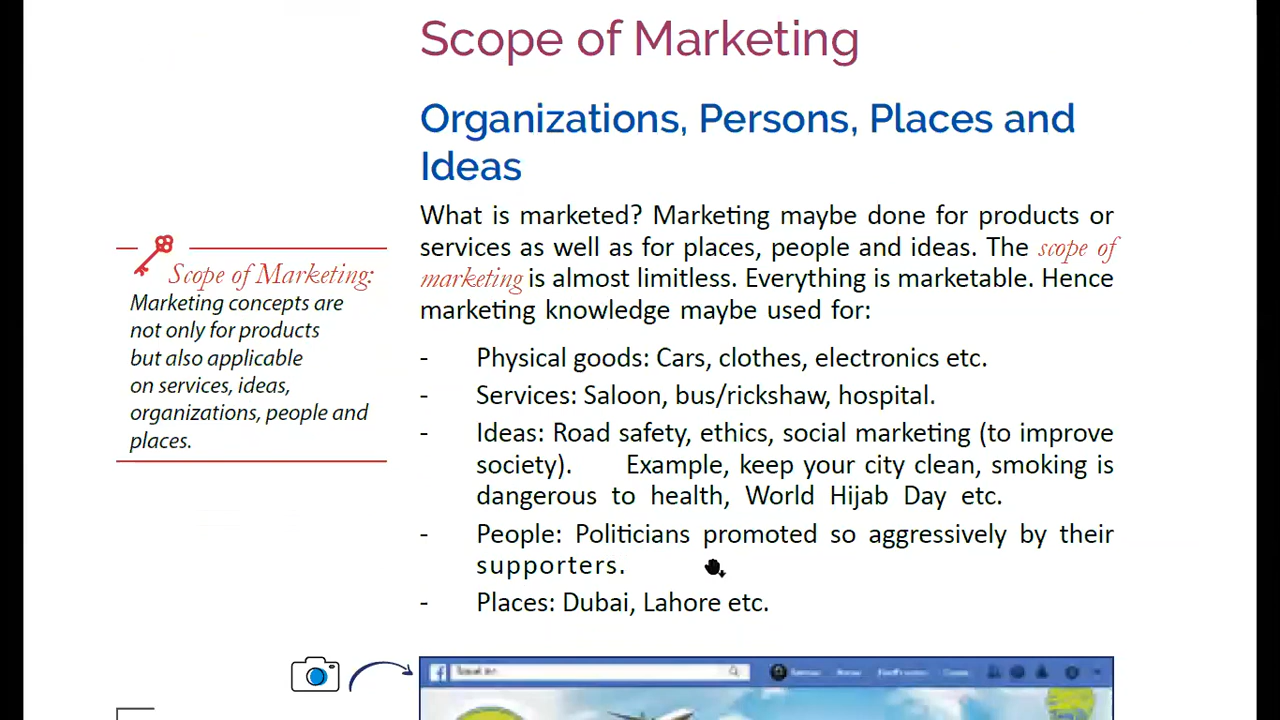 Scope of Marketing
Organizations, Persons, Places and
Ideas
What is marketed? Marketing maybe done for products or
services as well as for places, people and ideas. The scope of
marketing is almost limitless. Everything is marketable. Hence
marketing knowledge maybe used for:
Scope of Marketing:
Marketing concepts are
not only for products
but also applicable
on services, ideas,
organizations, people and
places.
- Physical goods: Cars, clothes, electronics etc.
- Services: Saloon, bus/rickshaw, hospital.
- Ideas: Road safety, ethics, social marketing (to improve
society). Example, keep your city clean, smoking is
dangerous to health, World Hijab Day etc.
- People: Politicians promoted so aggressively by their
supporters.
- Places: Dubai, Lahore etc.